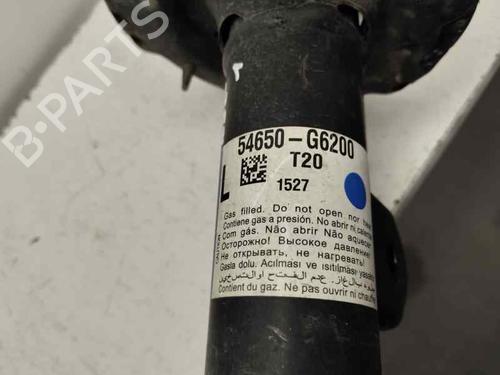 B-PARTS
54650-G6200
T20
1527
L
Gas filled. Do not open nor
Contiene gas a presión. No abrir ni
Com gás. Não abrir Não aquecer
Осторожно! Высокое давление!
Не открывать, не нагревать!
Gasla dolu. Açılması ve ısıtılması
Contient du gaz. Ne pas ouvrir ni